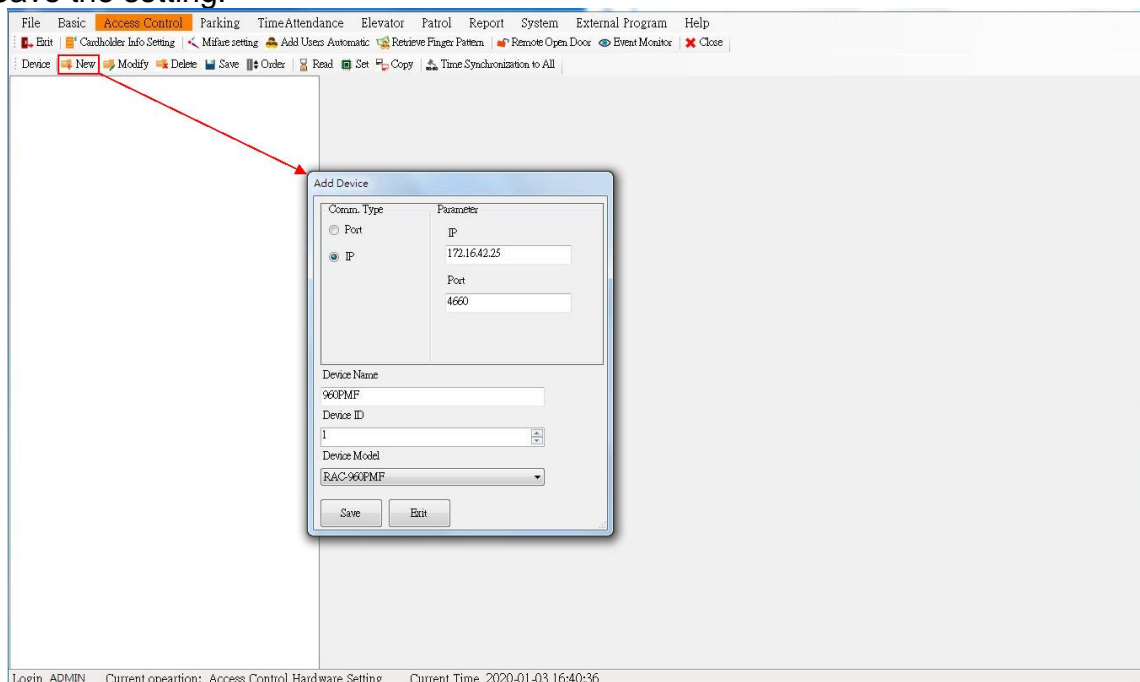 save the setting.
File Basic Access Control Parking TimeAttendance Elevator Patrol Report System External Program Help
Exit Cardholder Info Setting Mifare setting Add Users Automatic Retrieve Finger Pattern Remote Open Door Event Monitor Close
Device New Modify Delete Save Order Read Set Copy Time Synchronization to All
Add Device
Comm. Type Parameter
Port IP
IP 172.16.42.25
Port
4660
Device Name
960PMF
Device ID
1
Device Model
RAC-960PMF
Save Exit
Login ADMIN Current opeartion: Access Control Hardware Setting Current Time 2020-01-03 16:40:36